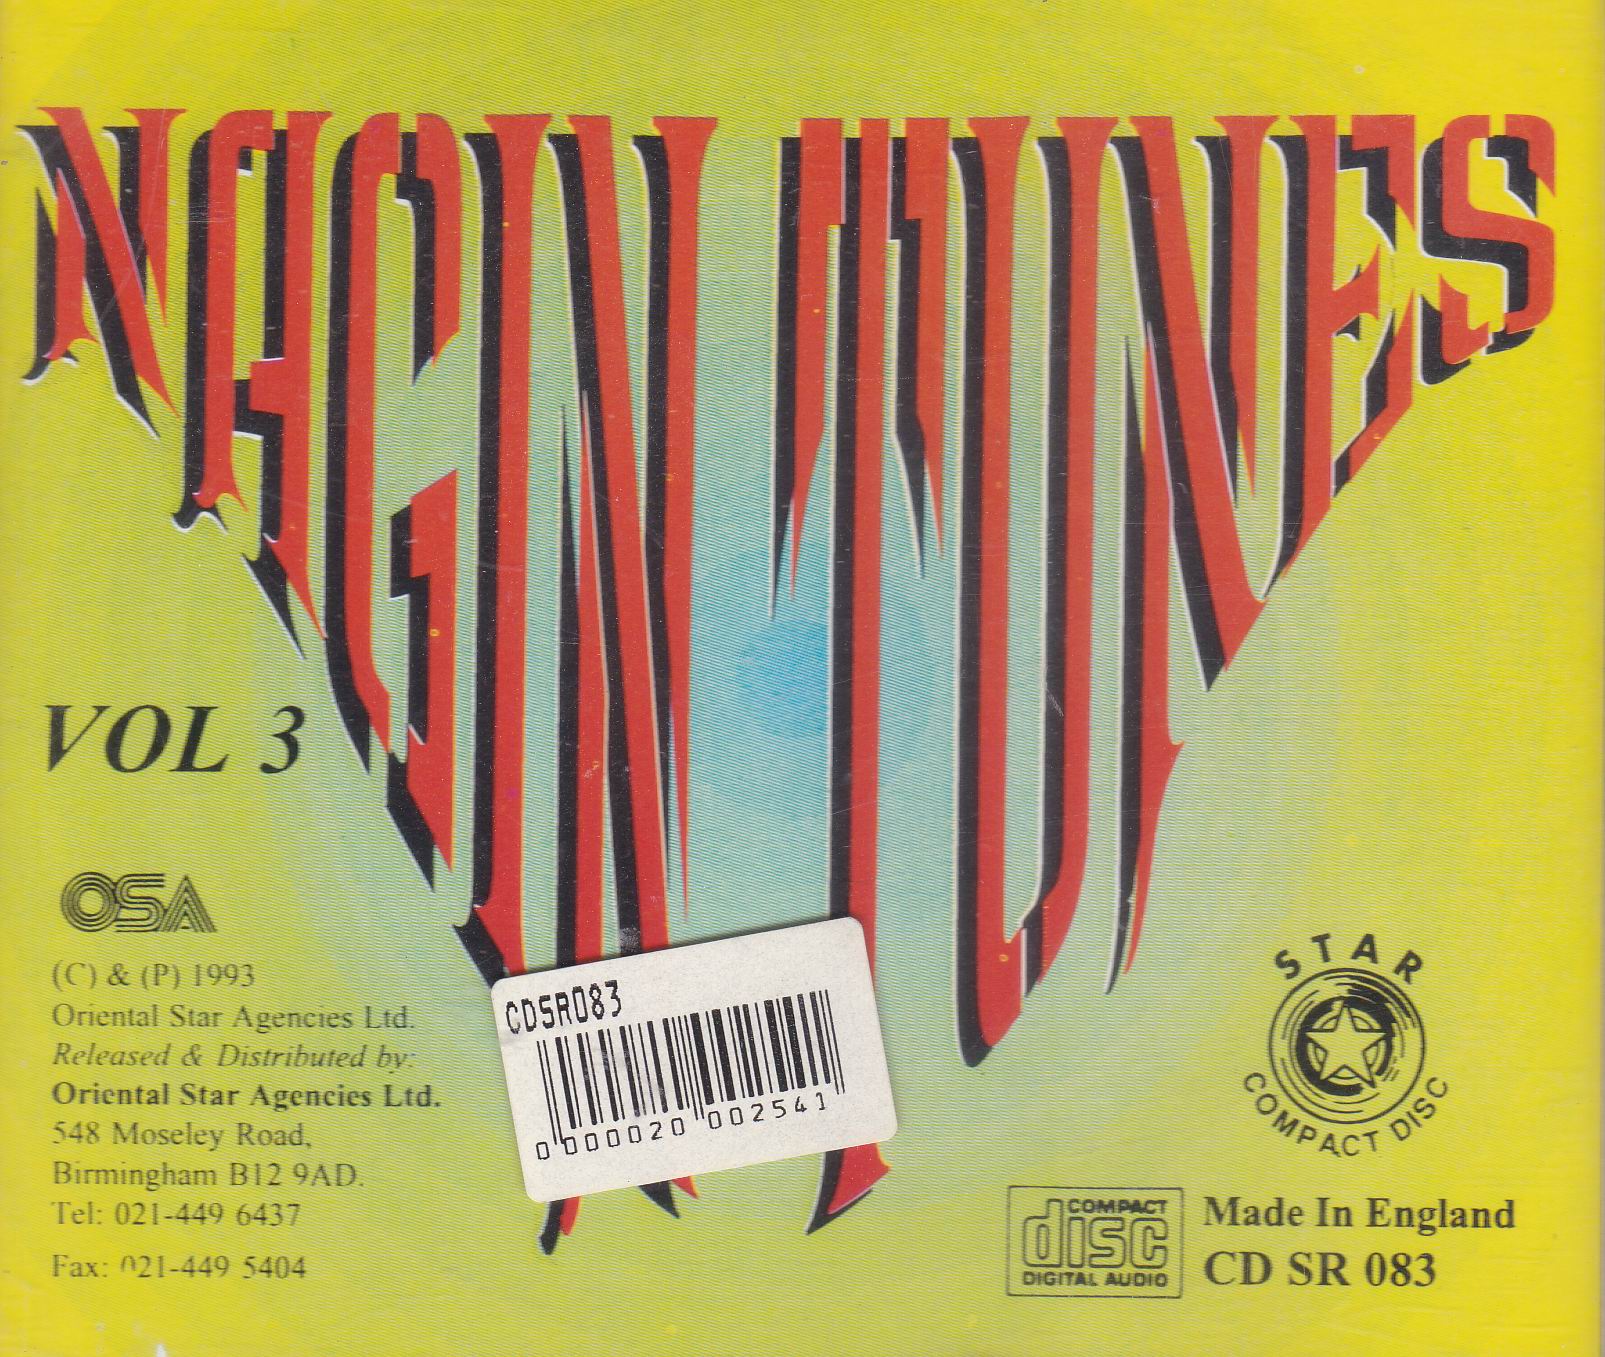 NAGIN TUNES
VOL 3
OSA
(C) & (P) 1993
Oriental Star Agencies Ltd.
Released & Distributed by:
Oriental Star Agencies Ltd.
548 Moseley Road,
Birmingham B12 9AD.
Tel: 021-449 6437
Fax: 021-449 5404
CDSR083
0 000020 002541
STAR
COMPACT DISC
COMPACT
disc
DIGITAL AUDIO
Made In England
CD SR 083